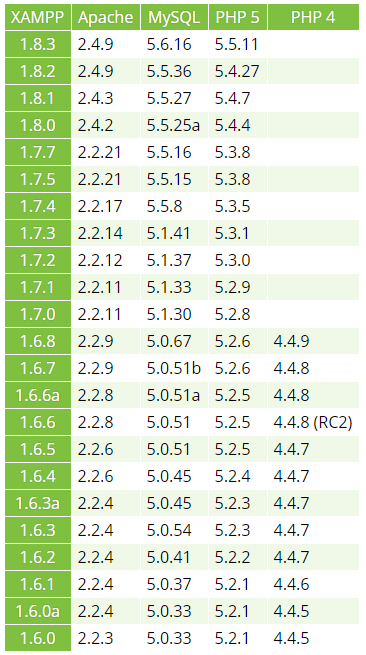 XAMPP Apache MySQL PHP 5 PHP 4
1.8.3 2.4.9 5.6.16 5.5.11
1.8.2 2.4.9 5.5.36 5.4.27
1.8.1 2.4.3 5.5.27 5.4.7
1.8.0 2.4.2 5.5.25a 5.4.4
1.7.7 2.2.21 5.5.16 5.3.8
1.7.5 2.2.21 5.5.15 5.3.8
1.7.4 2.2.17 5.5.8 5.3.5
1.7.3 2.2.14 5.1.41 5.3.1
1.7.2 2.2.12 5.1.37 5.3.0
1.7.1 2.2.11 5.1.33 5.2.9
1.7.0 2.2.11 5.1.30 5.2.8
1.6.8 2.2.9 5.0.67 5.2.6 4.4.9
1.6.7 2.2.9 5.0.51b 5.2.6 4.4.8
1.6.6a 2.2.8 5.0.51a 5.2.5 4.4.8
1.6.6 2.2.8 5.0.51 5.2.5 4.4.8 (RC2)
1.6.5 2.2.6 5.0.51 5.2.5 4.4.7
1.6.4 2.2.6 5.0.45 5.2.4 4.4.7
1.6.3a 2.2.4 5.0.45 5.2.3 4.4.7
1.6.3 2.2.4 5.0.54 5.2.3 4.4.7
1.6.2 2.2.4 5.0.41 5.2.2 4.4.7
1.6.1 2.2.4 5.0.37 5.2.1 4.4.6
1.6.0a 2.2.4 5.0.33 5.2.1 4.4.5
1.6.0 2.2.3 5.0.33 5.2.1 4.4.5